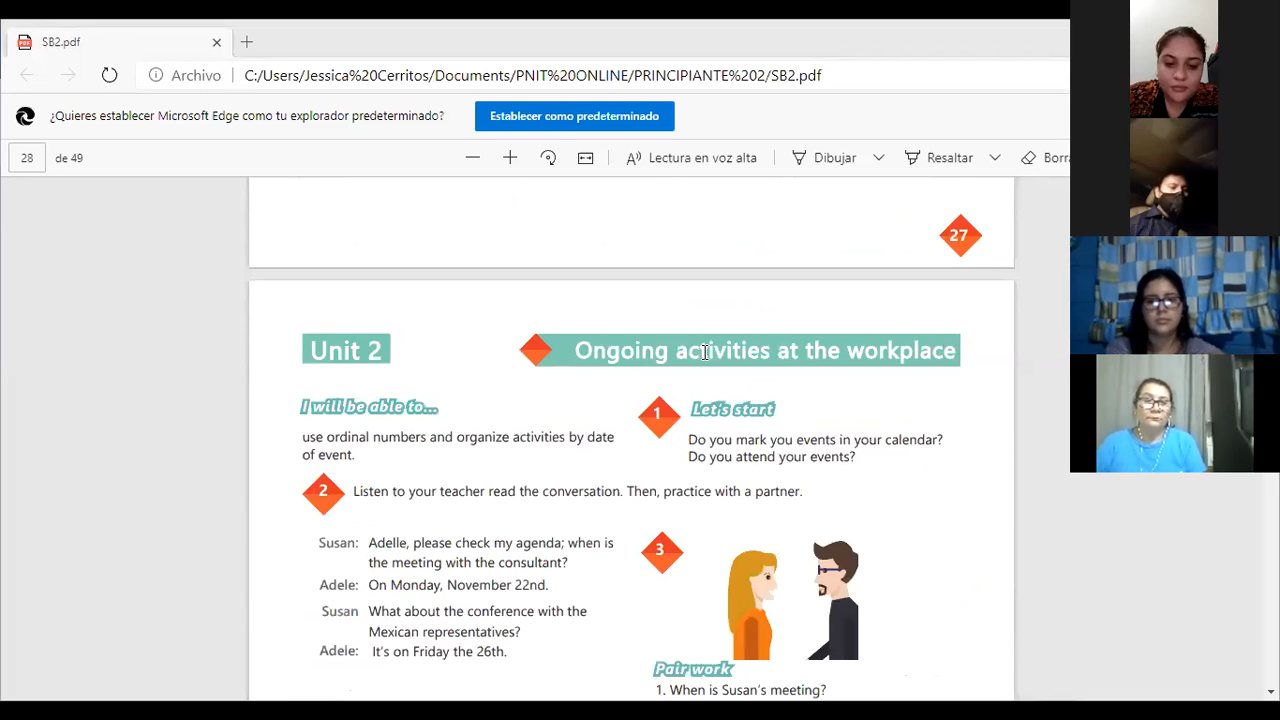 SB2.pdf
Archivo
C:/Users/Jessica%20Cerritos/Documents/PNIT%20ONLINE/PRINCIPIANTE%202/SB2.pdf
¿Quieres establecer Microsoft Edge como tu explorador predeterminado?
Establecer como predeterminado
28 de 49
Lectura en voz alta
Dibujar
Resaltar
Borra
27
Unit 2
Ongoing activities at the workplace
I will be able to...
use ordinal numbers and organize activities by date
of event.
1 Let's start
Do you mark you events in your calendar?
Do you attend your events?
2 Listen to your teacher read the conversation. Then, practice with a partner.
Susan: Adelle, please check my agenda; when is
the meeting with the consultant?
Adele: On Monday, November 22nd.
Susan What about the conference with the
Mexican representatives?
Adele: It's on Friday the 26th.
3
Pair work
1. When is Susan's meeting?